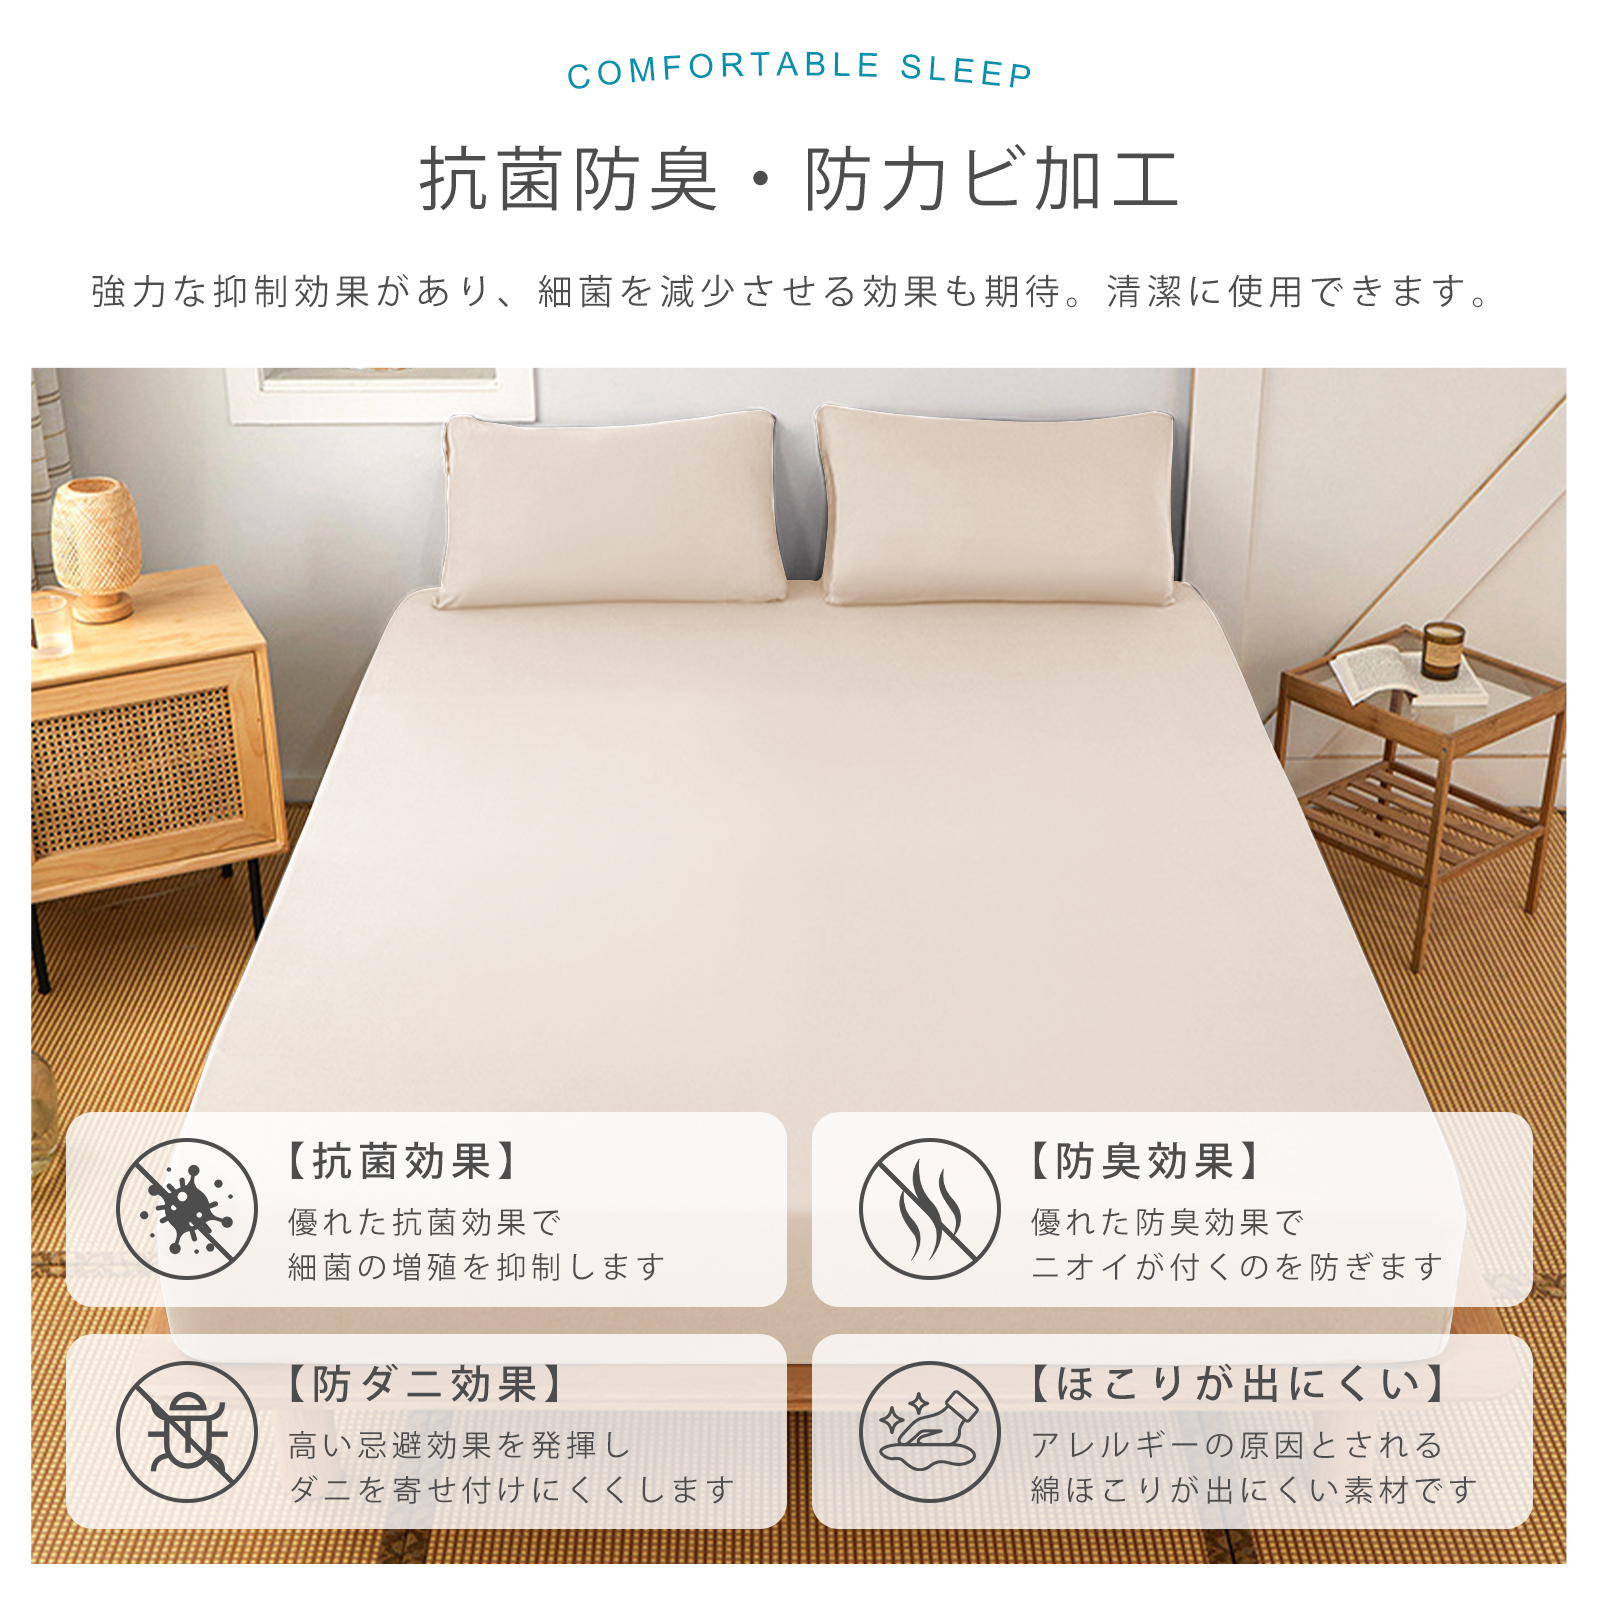 COMFORTABLE SLEEP
抗菌防臭・防カビ加工
強力な抑制効果があり、細菌を減少させる効果も期待。清潔に使用できます。
【抗菌効果】
優れた抗菌効果で
細菌の増殖を抑制します
【防臭効果】
優れた防臭効果で
ニオイが付くのを防ぎます
【防ダニ効果】
高い忌避効果を発揮し
ダニを寄せ付けにくくします
【ほこりが出にくい】
アレルギーの原因とされる
綿ほこりが出にくい素材です